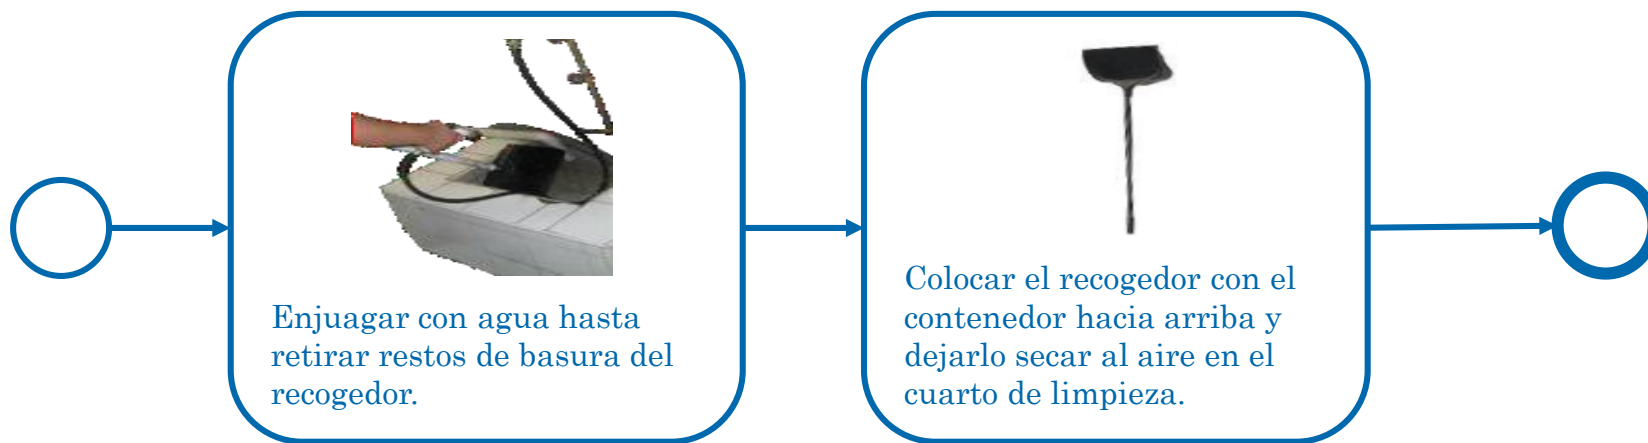 Enjuagar con agua hasta
retirar restos de basura del
recogedor.
Colocar el recogedor con el
contenedor hacia arriba y
dejarlo secar al aire en el
cuarto de limpieza.